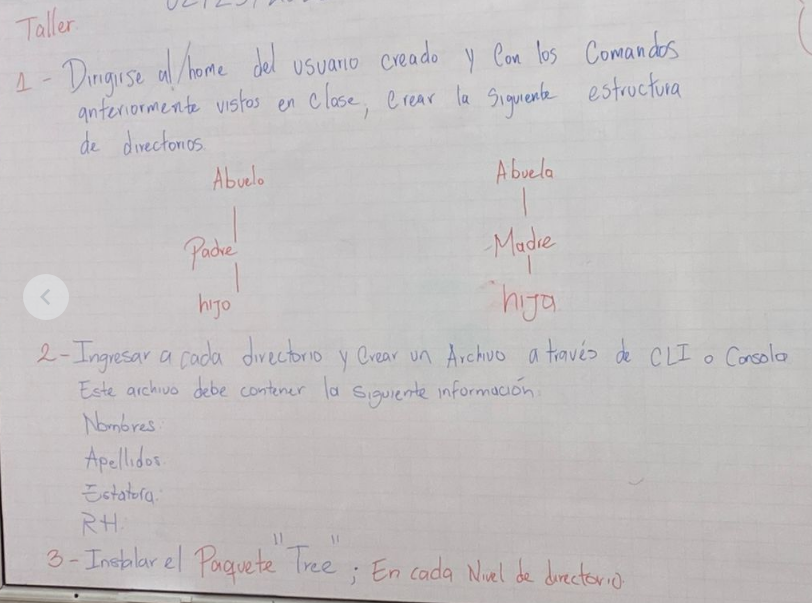 Taller.
1 - Dirigirse al /home del usuario creado y Con los Comandos
anteriormente vistos en clase, Crear la siguiente estructura
de directorios.
Abuelo Abuela
Padre Madre
hijo hija
2 - Ingresar a cada directorio y Crear un Archivo a través de CLI o Consola
Este archivo debe contener la siguiente información:
Nombres:
Apellidos:
Estatura:
RH:
3 - Instalar el Paquete "Tree"; En cada Nivel de directorio.